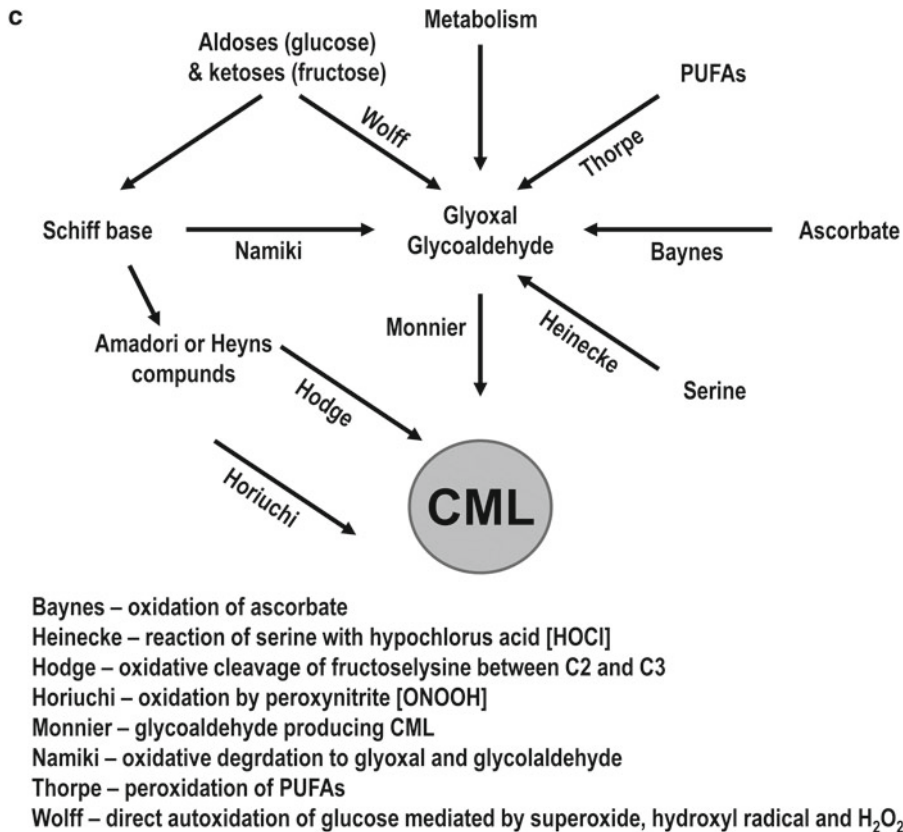 c
Metabolism
Aldoses (glucose)
& ketoses (fructose)
PUFAs
Wolff
Thorpe
Schiff base
Namiki
Glyoxal
Glycoaldehyde
Baynes
Ascorbate
Monnier
Heinecke
Amadori or Heyns
compunds
Serine
Hodge
Horiuchi
CML
Baynes – oxidation of ascorbate
Heinecke – reaction of serine with hypochlorus acid [HOCl]
Hodge – oxidative cleavage of fructoselysine between C2 and C3
Horiuchi – oxidation by peroxynitrite [ONOOH]
Monnier – glycoaldehyde producing CML
Namiki – oxidative degrdation to glyoxal and glycolaldehyde
Thorpe – peroxidation of PUFAs
Wolff – direct autoxidation of glucose mediated by superoxide, hydroxyl radical and H₂O₂